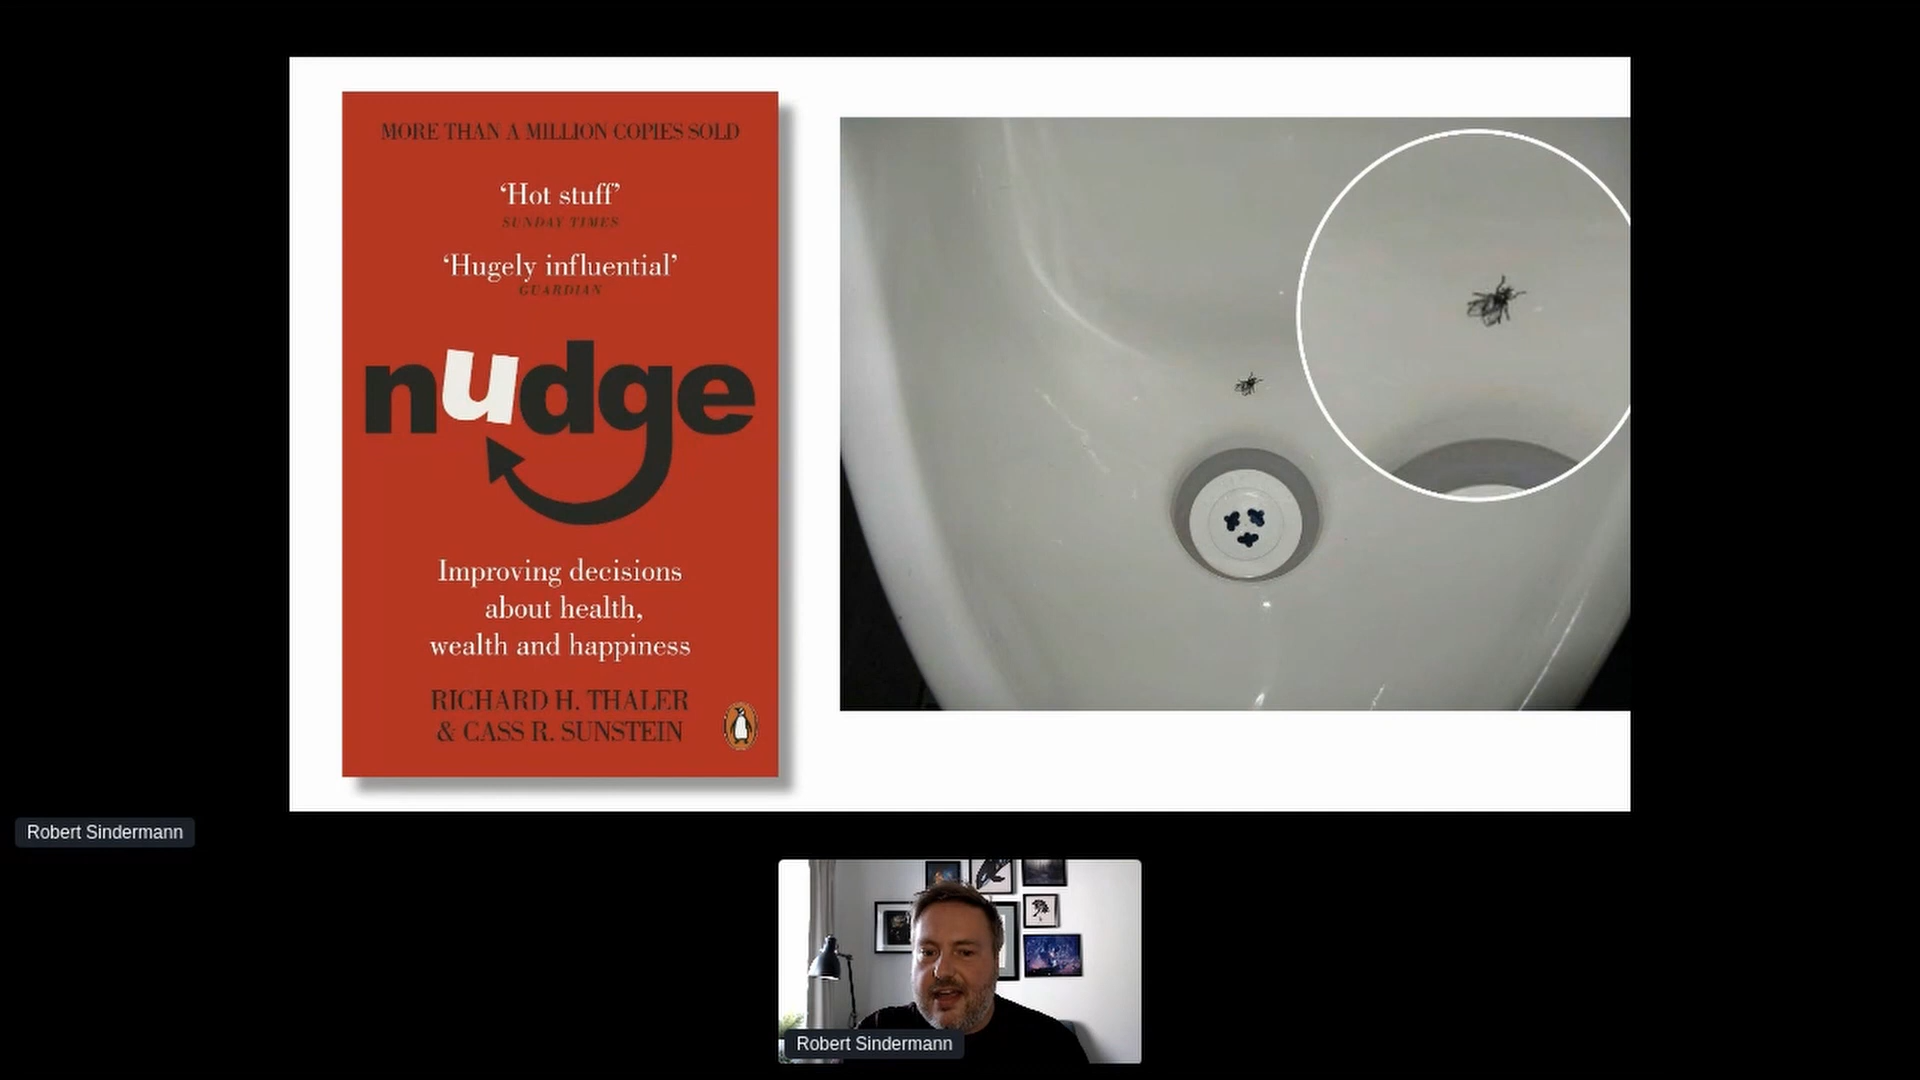 MORE THAN A MILLION COPIES SOLD
‘Hot stuff’
SUNDAY TIMES
‘Hugely influential’
GUARDIAN
nudge
Improving decisions
about health,
wealth and happiness
RICHARD H. THALER
& CASS R. SUNSTEIN
Robert Sindermann
Robert Sindermann